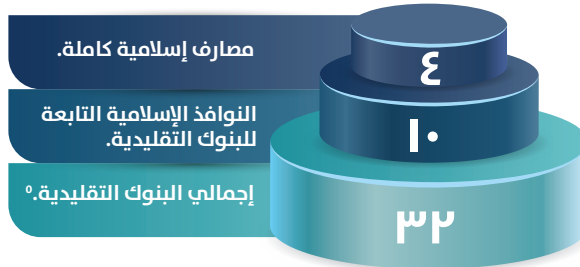 مصارف إسلامية كاملة.
٤
النوافذ الإسلامية التابعة
للبنوك التقليدية.
١٠
إجمالي البنوك التقليدية.٥
٣٢